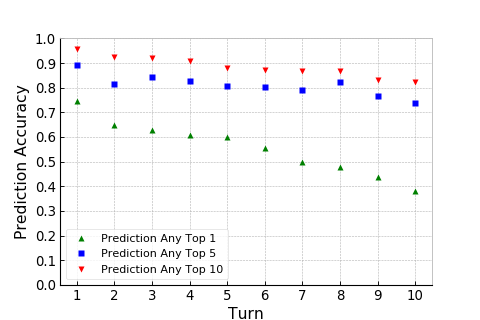 1.0
0.9
0.8
0.7
0.6
0.5
0.4
0.3
0.2
0.1
0.0
Prediction Accuracy
Prediction Any Top 1
Prediction Any Top 5
Prediction Any Top 10
1 2 3 4 5 6 7 8 9 10
Turn